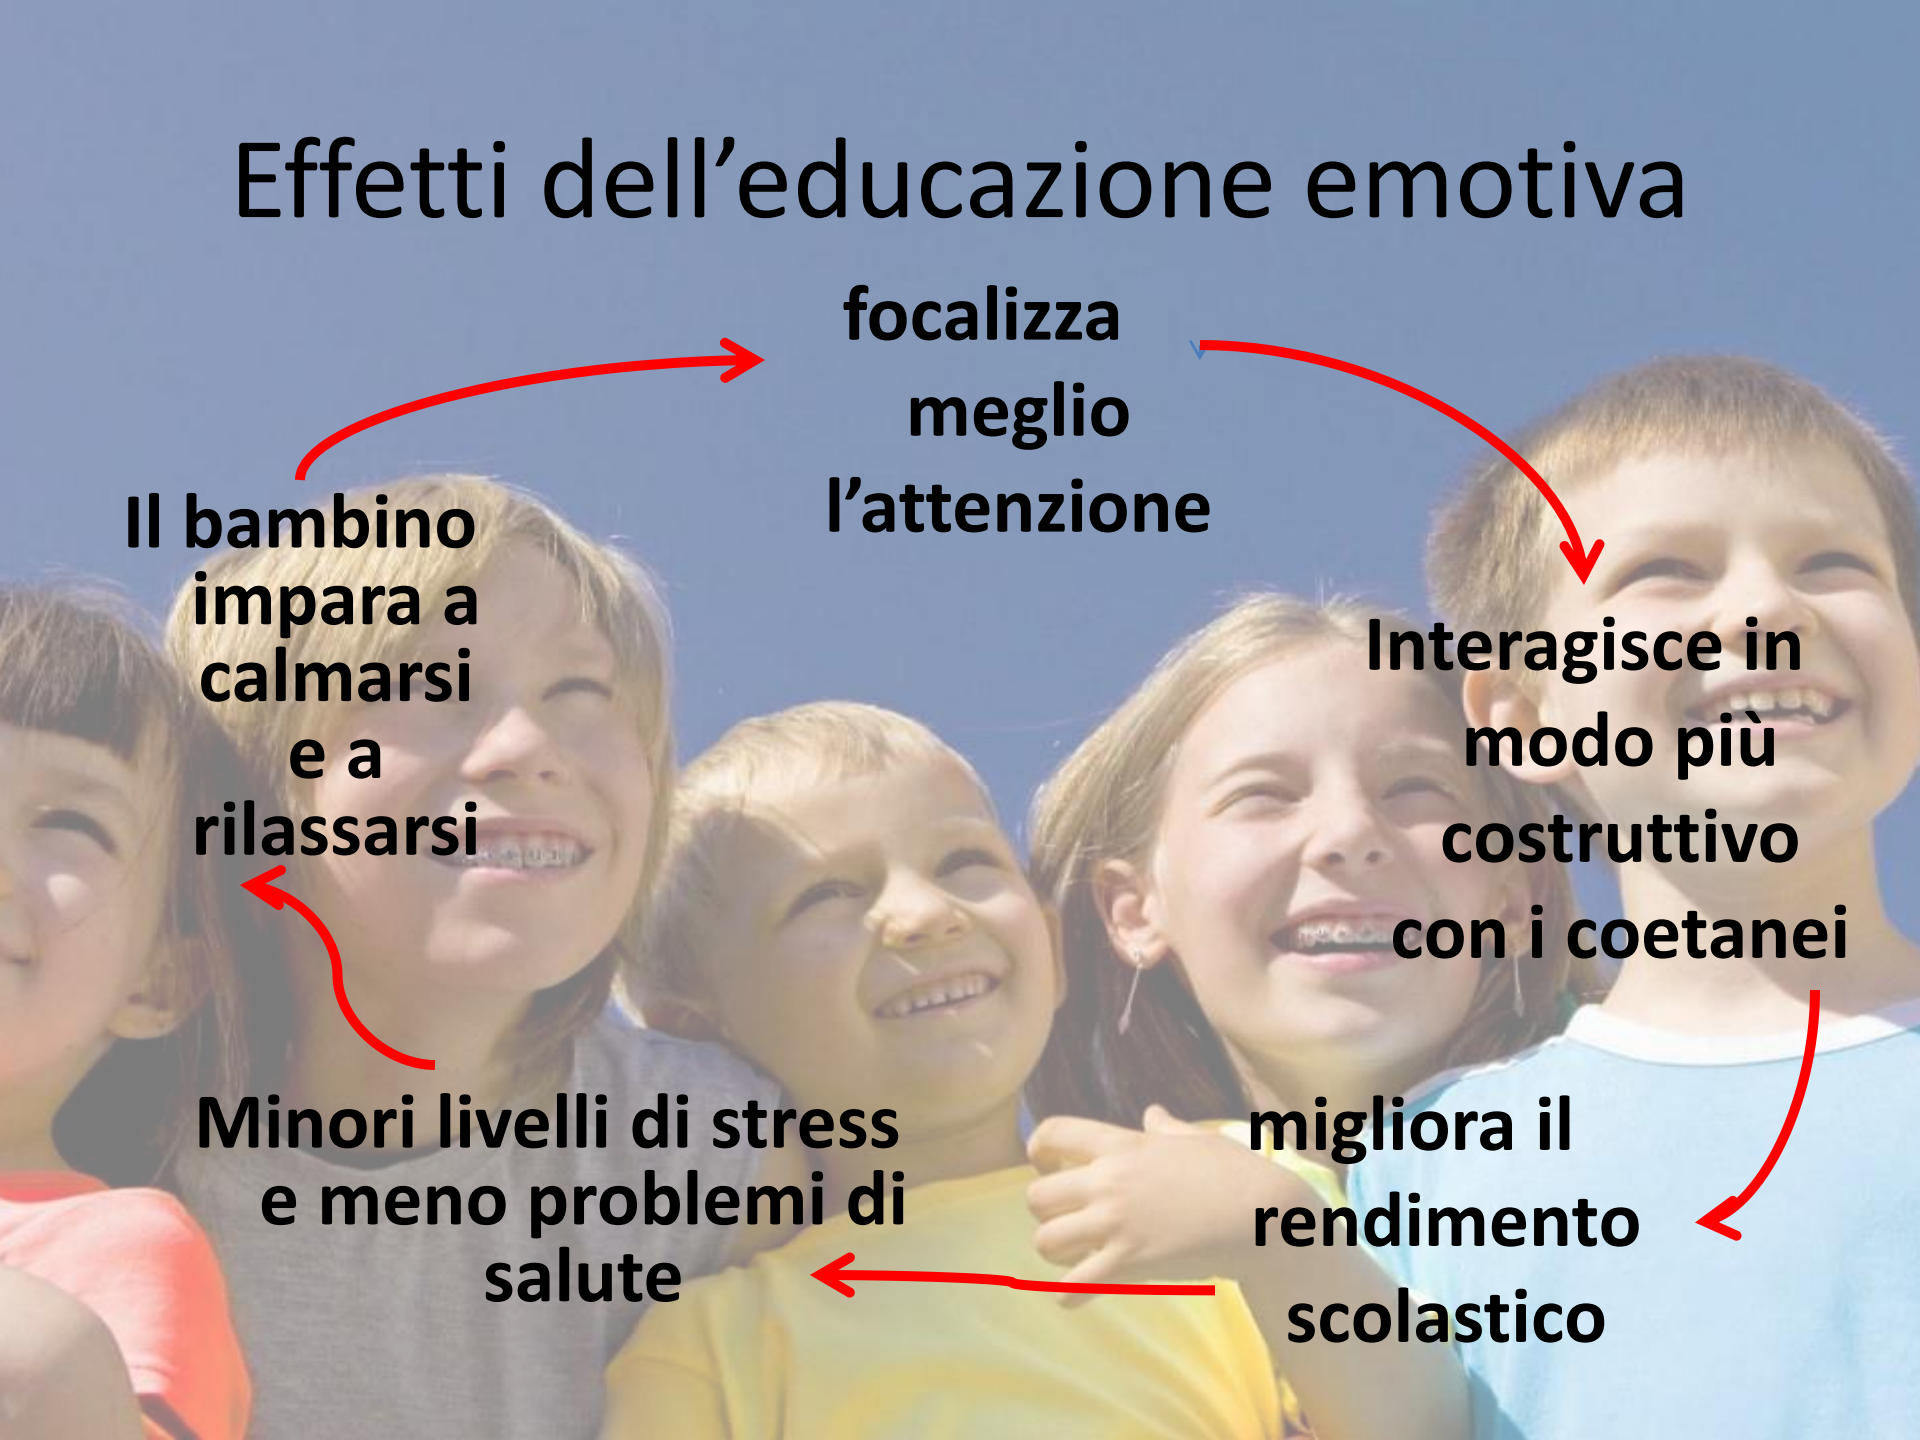 Effetti dell’educazione emotiva
focalizza
meglio
l’attenzione
Il bambino
impara a
calmarsi
e a
rilassarsi
Interagisce in
modo più
costruttivo
con i coetanei
Minori livelli di stress
e meno problemi di
salute
migliora il
rendimento
scolastico